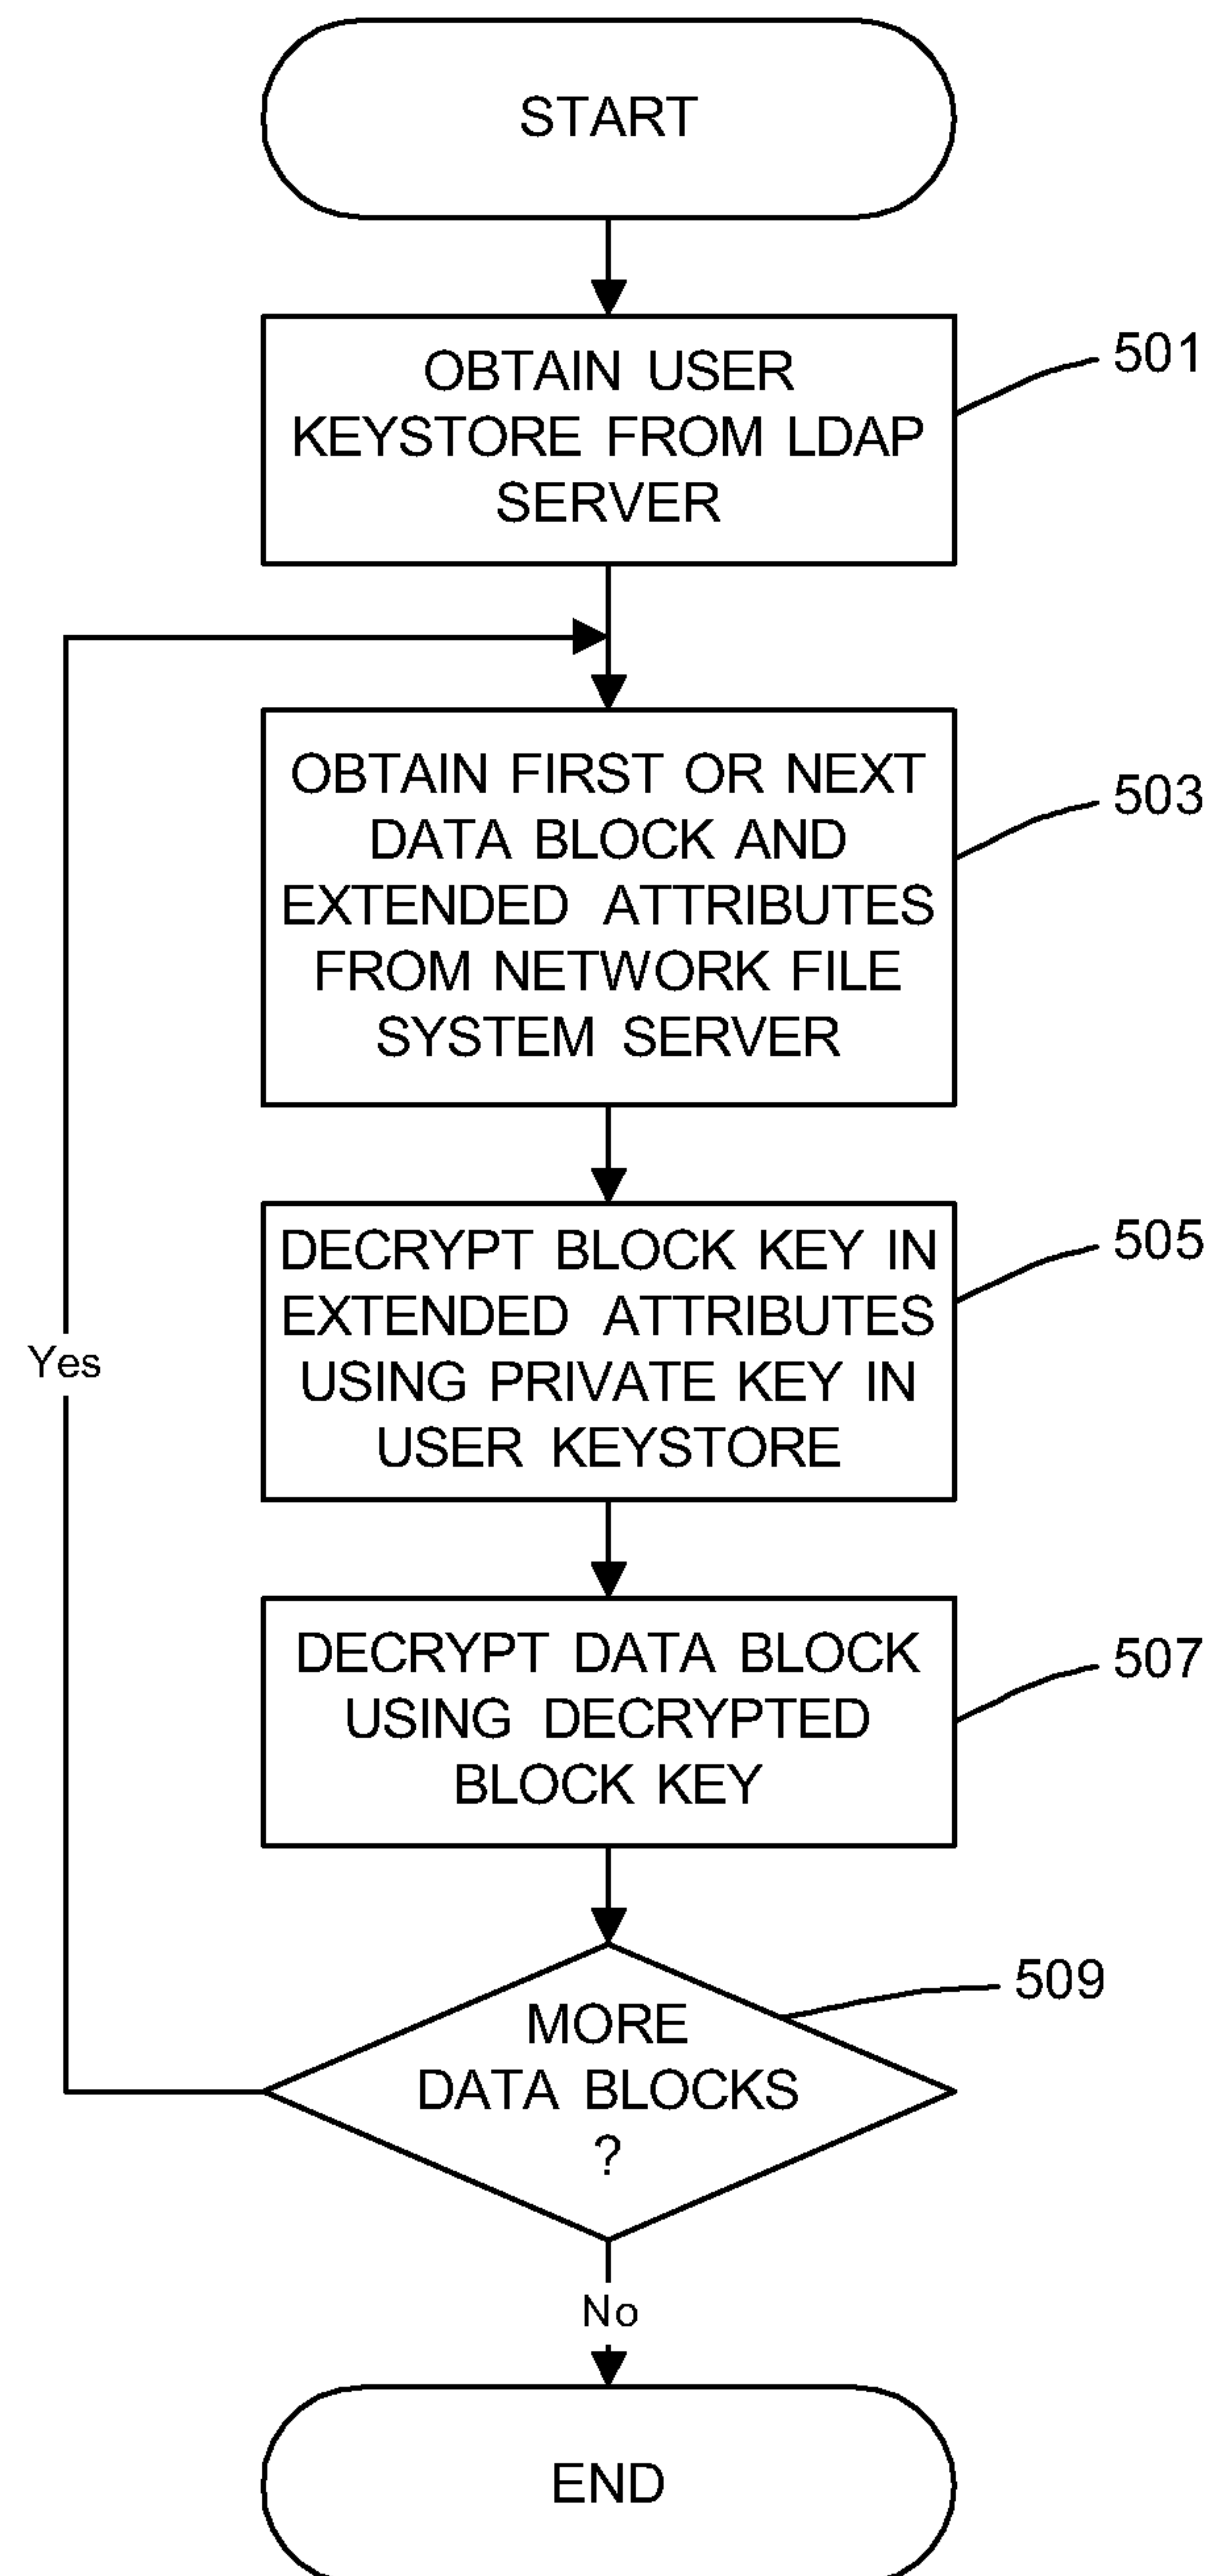 START
OBTAIN USER
KEYSTORE FROM LDAP
SERVER
501
OBTAIN FIRST OR NEXT
DATA BLOCK AND
EXTENDED ATTRIBUTES
FROM NETWORK FILE
SYSTEM SERVER
503
DECRYPT BLOCK KEY IN
EXTENDED ATTRIBUTES
USING PRIVATE KEY IN
USER KEYSTORE
505
Yes
DECRYPT DATA BLOCK
USING DECRYPTED
BLOCK KEY
507
MORE
DATA BLOCKS
?
509
No
END